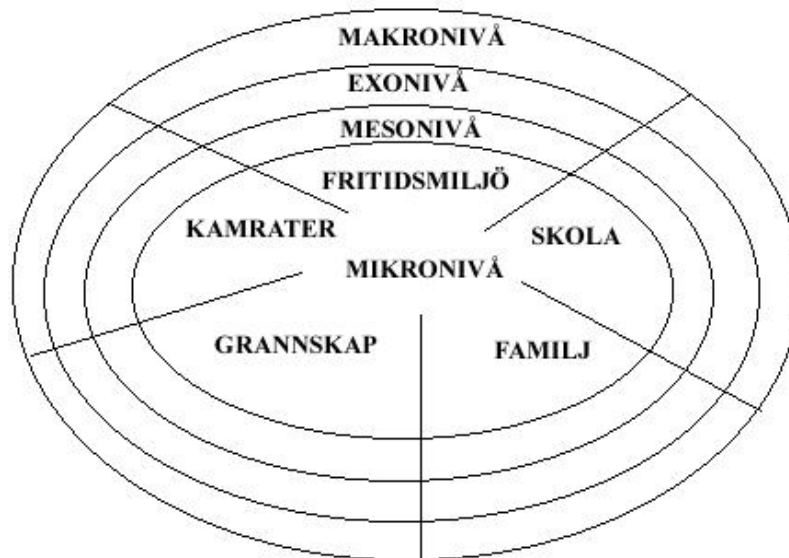 MAKRONIVÅ
EXONIVÅ
MESONIVÅ
FRITIDSMILJÖ
KAMRATER
SKOLA
MIKRONIVÅ
GRANNSKAP
FAMILJ